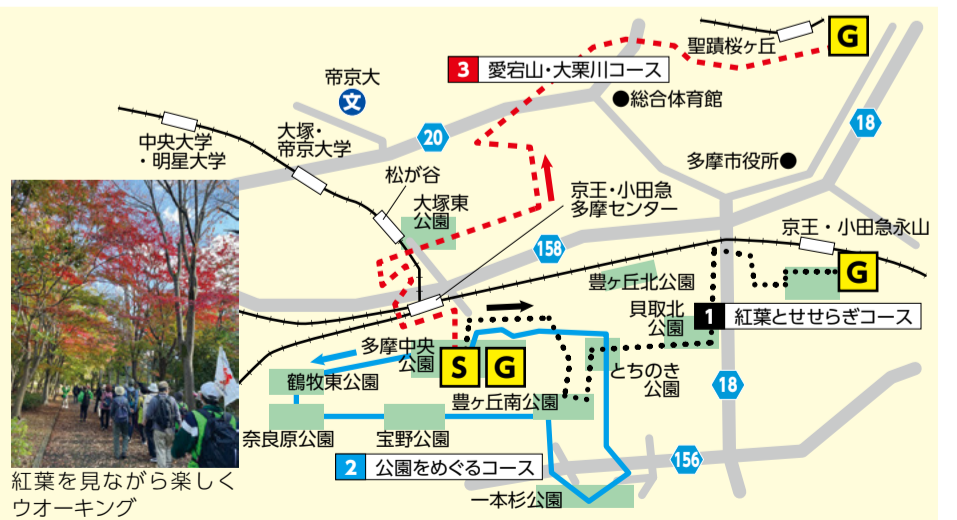 聖蹟桜ヶ丘
G
3 愛宕山・大栗川コース
帝京大
文
総合体育館
18
20
大塚・
帝京大学
中央大学
・明星大学
多摩市役所
松が谷
大塚東
公園
京王・小田急
多摩センター
158
京王・小田急永山
G
豊ヶ丘北公園
貝取北
公園
1 紅葉とせせらぎコース
多摩中央
公園
S G
とちのき
公園
鶴牧東公園
18
豊ヶ丘南公園
奈良原公園
宝野公園
2 公園をめぐるコース
156
一本杉公園
紅葉を見ながら楽しく
ウオーキング